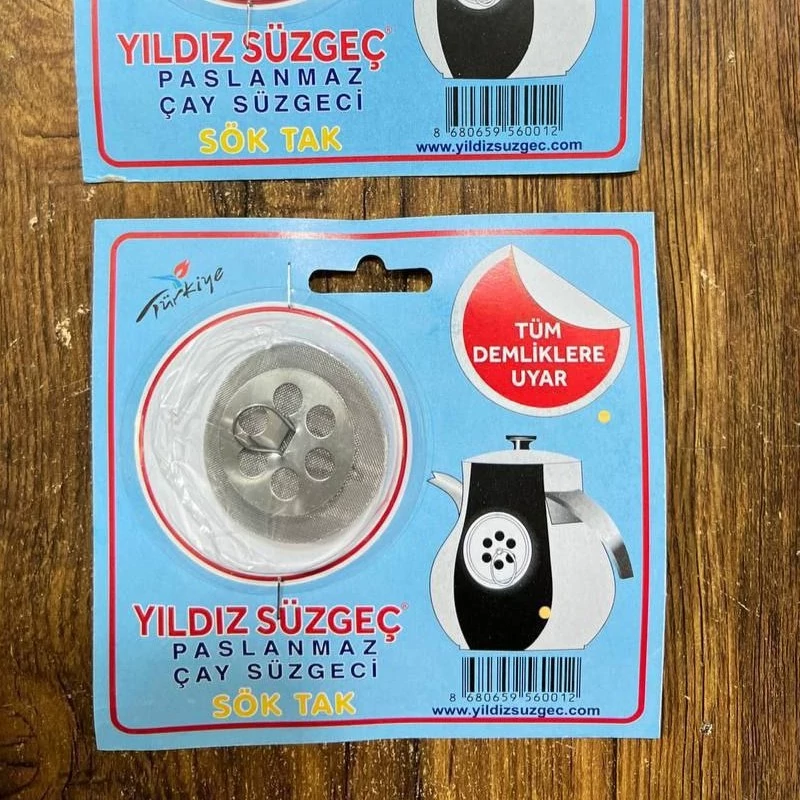 YILDIZ SÜZGEÇ®
PASLANMAZ
ÇAY SÜZGECİ
SÖK TAK
8 680659 560012
www.yildizsuzgec.com
Türkiye
TÜM
DEMLİKLERE
UYAR
YILDIZ SÜZGEÇ®
PASLANMAZ
ÇAY SÜZGECİ
SÖK TAK
8 680659 560012
www.yildizsuzgec.com